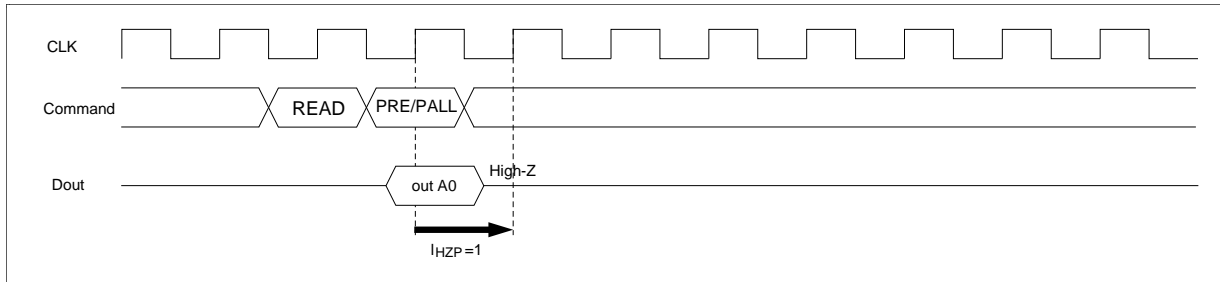 CLK
Command
READ
PRE/PALL
Dout
out A0
High-Z
lHZP=1